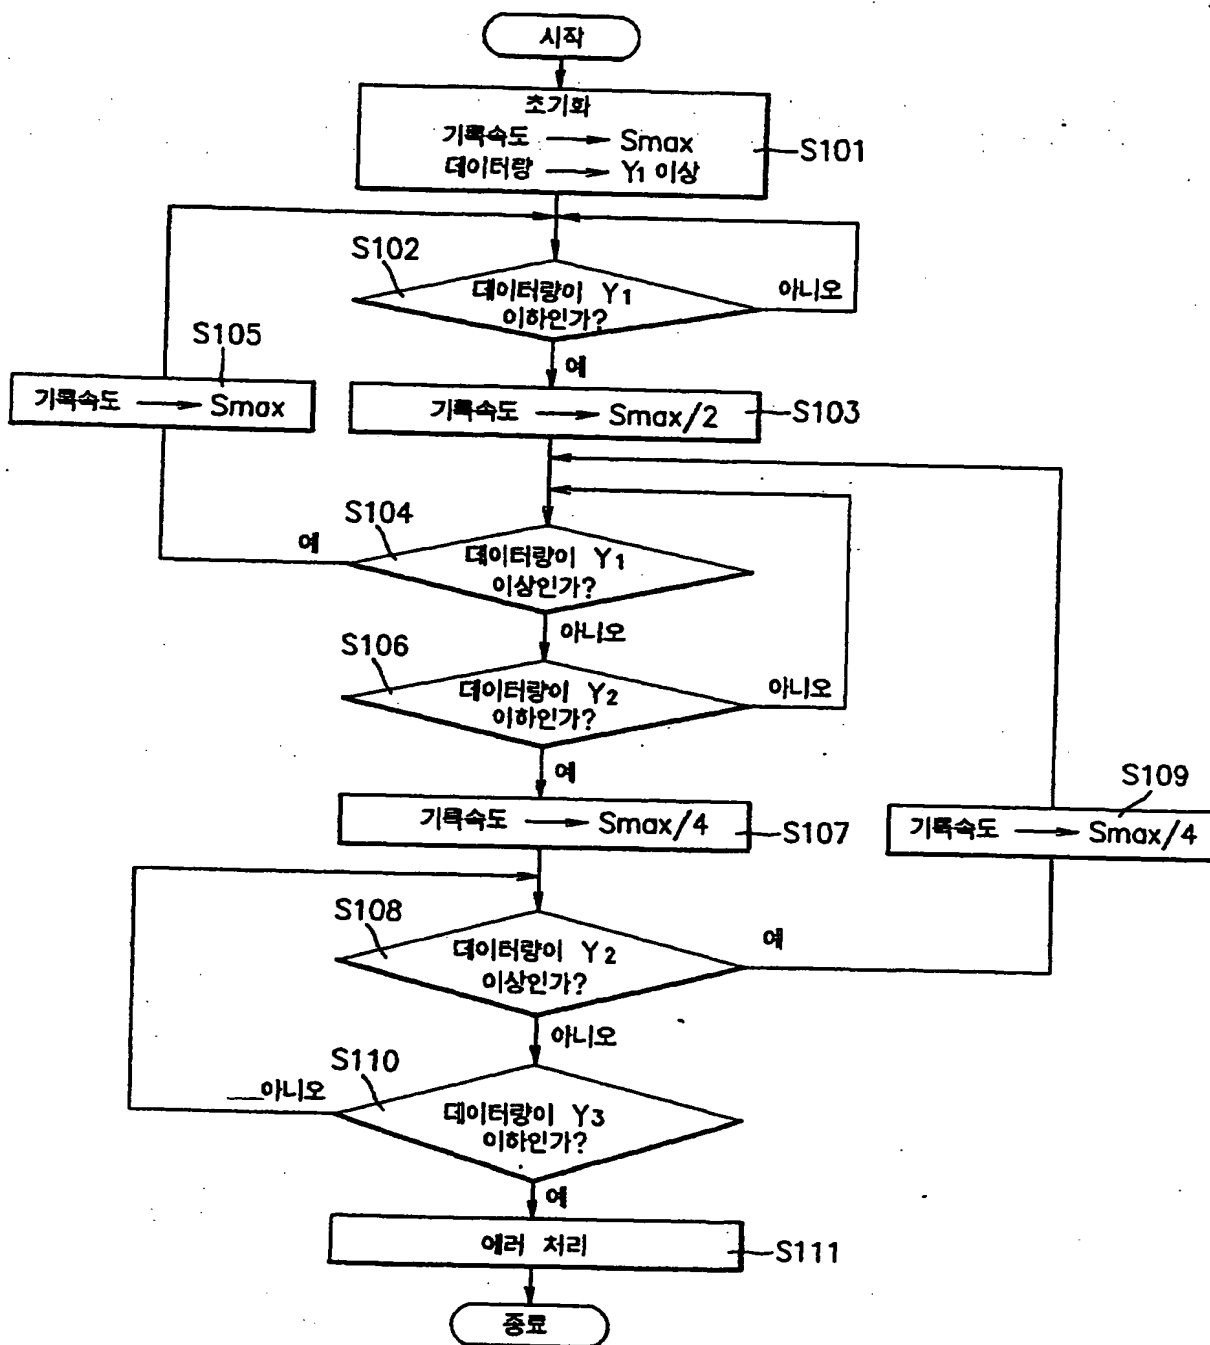 시작
초기화
기록속도 → Smax
데이터량 → Y1 이상
S101
S102
데이터량이 Y1
이하인가?
아니오
예
S105
기록속도 → Smax
기록속도 → Smax/2
S103
S104
예
데이터량이 Y1
이상인가?
아니오
S106
데이터량이 Y2
이하인가?
아니오
예
기록속도 → Smax/4
S107
S109
기록속도 → Smax/4
S108
데이터량이 Y2
이상인가?
예
아니오
S110
아니오
데이터량이 Y3
이하인가?
예
에러 처리
S111
종료